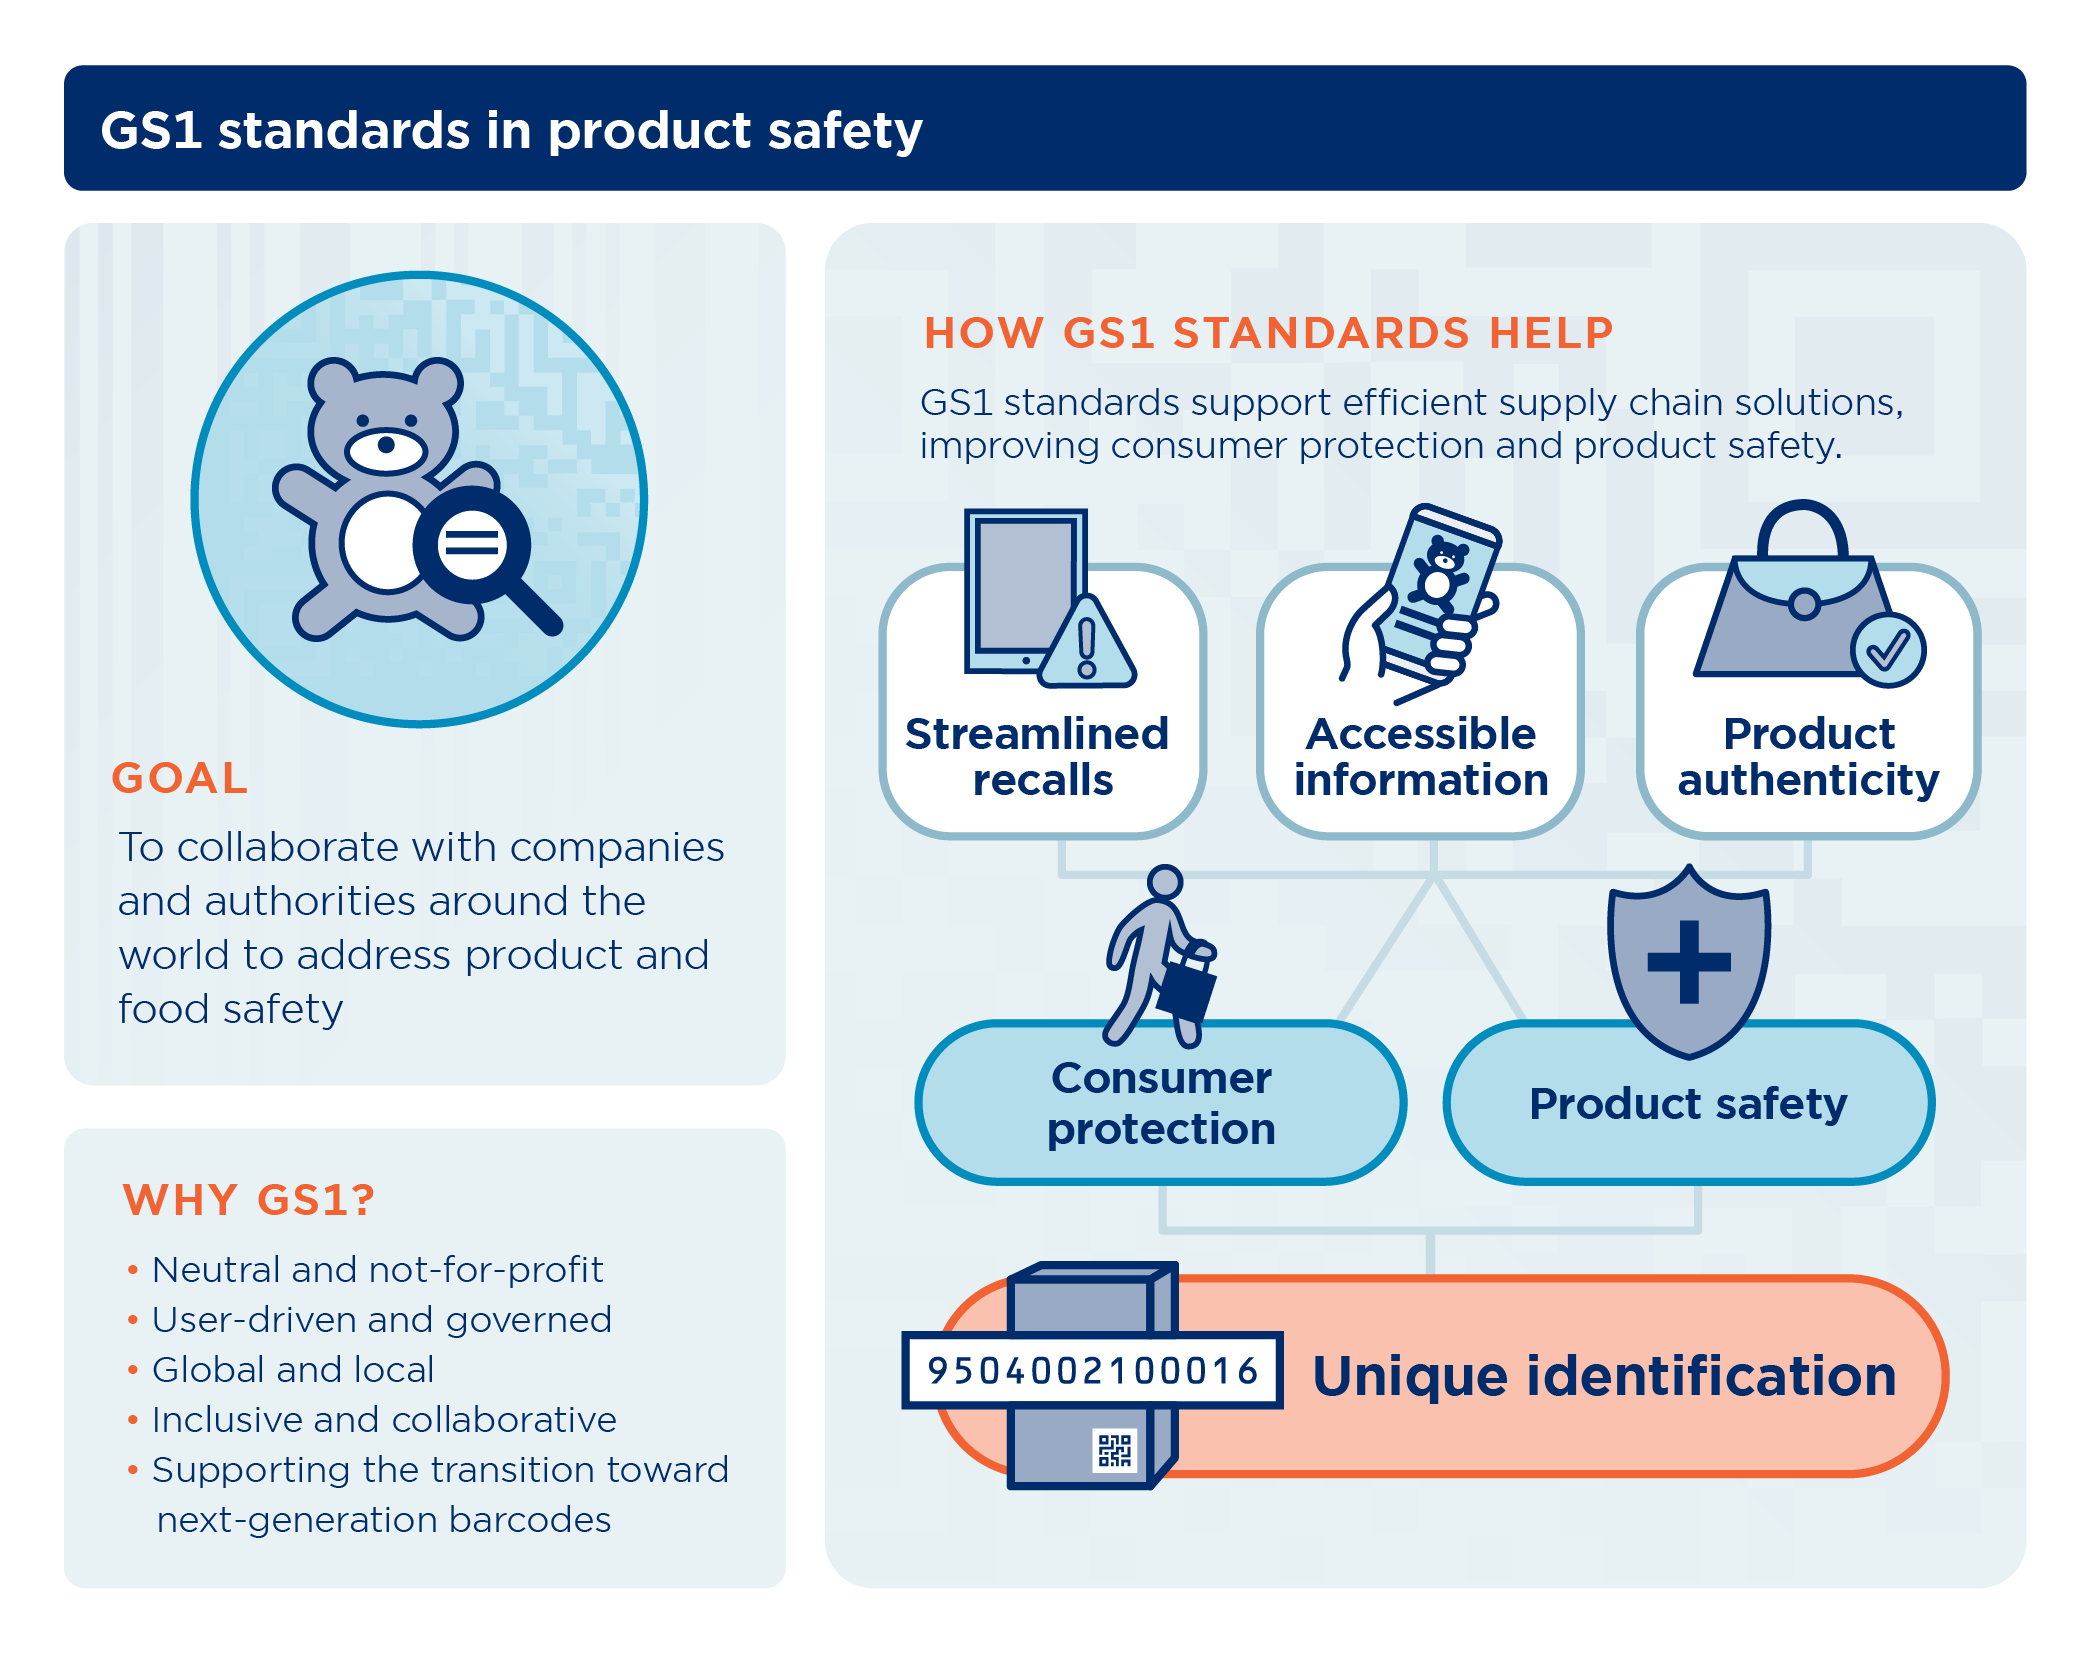 GS1 standards in product safety
GOAL
To collaborate with companies
and authorities around the
world to address product and
food safety
WHY GS1?
• Neutral and not-for-profit
• User-driven and governed
• Global and local
• Inclusive and collaborative
• Supporting the transition toward
next-generation barcodes
HOW GS1 STANDARDS HELP
GS1 standards support efficient supply chain solutions,
improving consumer protection and product safety.
Streamlined
recalls
Accessible
information
Product
authenticity
Consumer
protection
Product safety
9504002100016
Unique identification